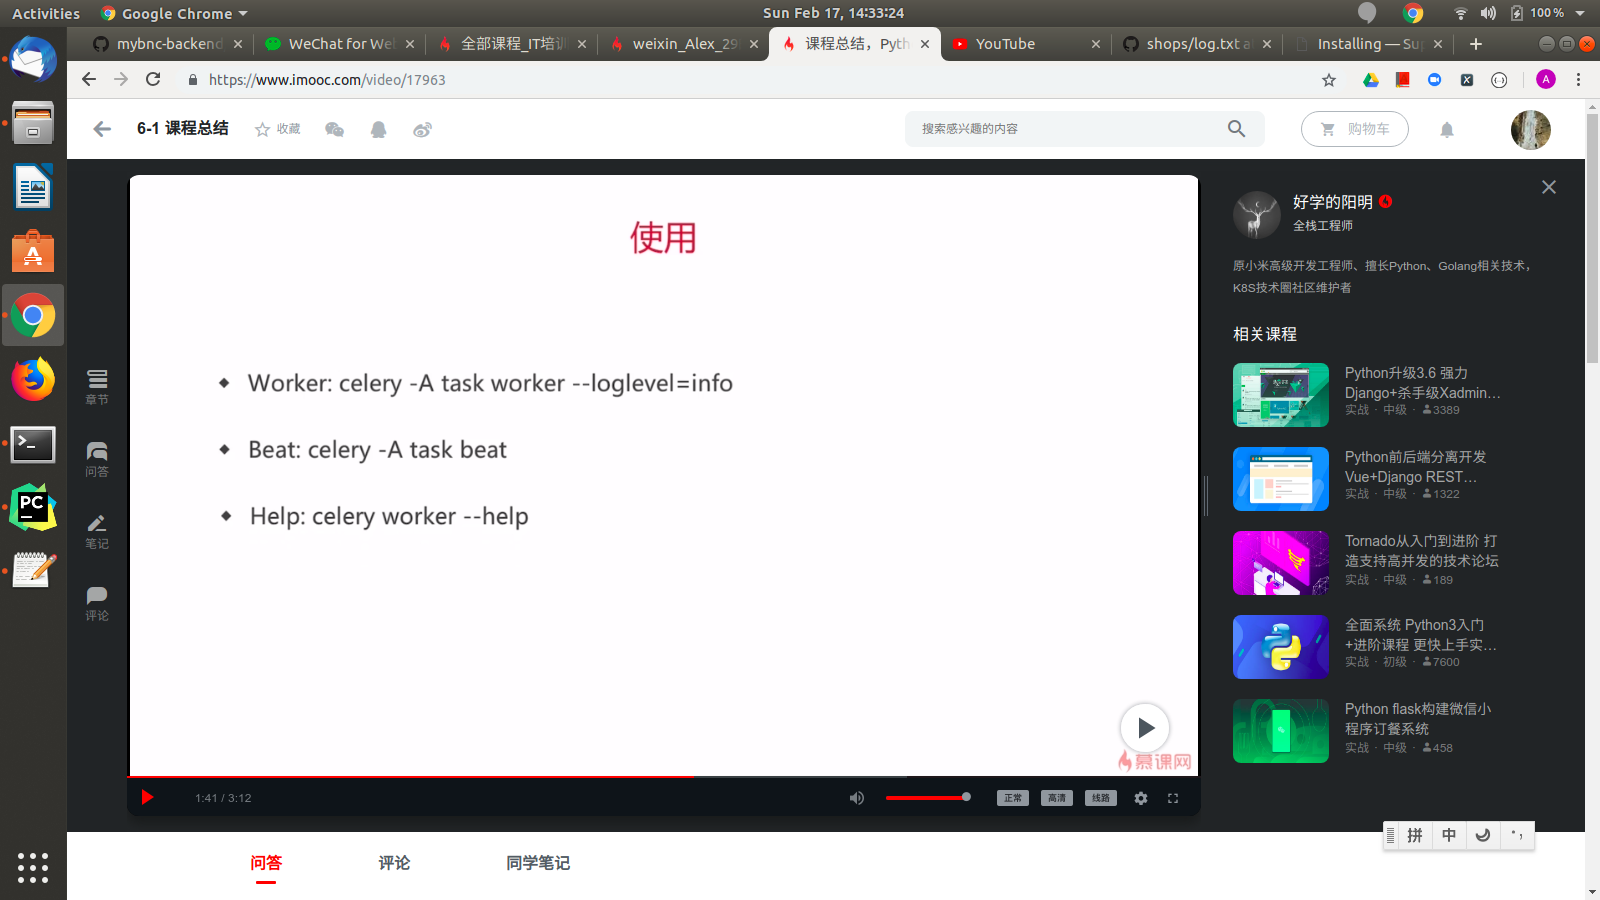 Activities
Google Chrome
Sun Feb 17, 14:33:24
100 %
mybnc-backend
WeChat for We
全部课程_IT培训
weixin_Alex_29
课程总结，Pyth
YouTube
shops/log.txt a
Installing — Sup
https://www.imooc.com/video/17963
A
6-1 课程总结
收藏
搜索感兴趣的内容
购物车
使用
Worker: celery -A task worker --loglevel=info
Beat: celery -A task beat
Help: celery worker --help
慕课网
章节
问答
笔记
评论
1:41 / 3:12
正常
高清
线路
好学的阳明
全栈工程师
原小米高级开发工程师、擅长Python、Golang相关技术，
K8S技术圈社区维护者
相关课程
Python升级3.6 强力
Django+杀手级Xadmin…
实战 · 中级 · 3389
Python前后端分离开发
Vue+Django REST…
实战 · 中级 · 1322
Tornado从入门到进阶 打
造支持高并发的技术论坛
实战 · 中级 · 189
全面系统 Python3入门
+进阶课程 更快上手实…
实战 · 初级 · 7600
Python flask构建微信小
程序订餐系统
实战 · 中级 · 458
拼
中
问答
评论
同学笔记